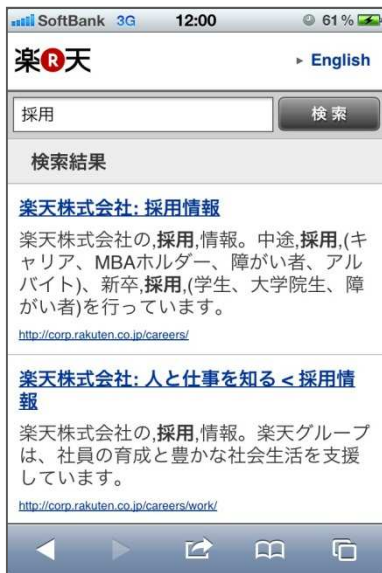 SoftBank 3G 12:00 61%
楽R天
English
採用
検索
検索結果
楽天株式会社: 採用情報
楽天株式会社の,採用,情報。中途,採用,(キ
ャリア、MBAホルダー、障がい者、アル
バイト)、新卒,採用,(学生、大学院生、障
がい者)を行っています。
http://corp.rakuten.co.jp/careers/
楽天株式会社: 人と仕事を知る < 採用情
報
楽天株式会社の,採用,情報。楽天グループ
は、社員の育成と豊かな社会生活を支援
しています。
http://corp.rakuten.co.jp/careers/work/